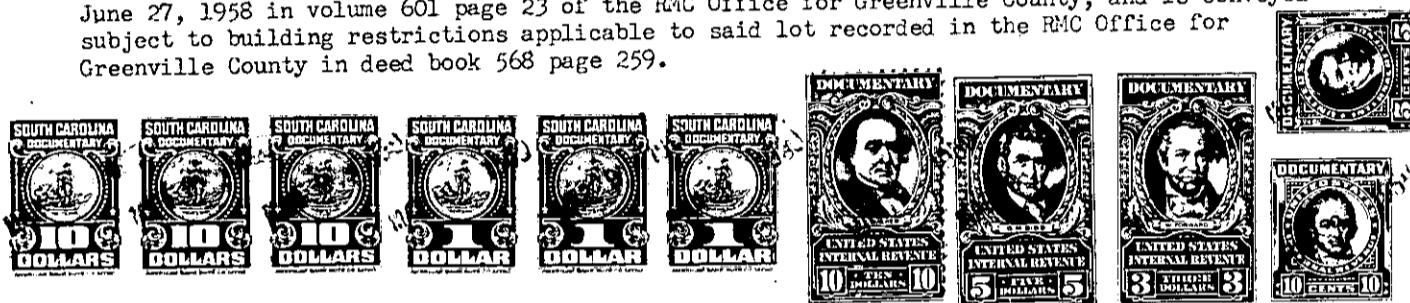 June 27, 1958 in volume 601 page 23 of the RMC Office for Greenville County, and is conveyed
subject to building restrictions applicable to said lot recorded in the RMC Office for
Greenville County in deed book 568 page 259.
SOUTH CAROLINA
DOCUMENTARY
10
DOLLARS
SOUTH CAROLINA
DOCUMENTARY
10
DOLLARS
SOUTH CAROLINA
DOCUMENTARY
10
DOLLARS
SOUTH CAROLINA
DOCUMENTARY
1
DOLLAR
SOUTH CAROLINA
DOCUMENTARY
1
DOLLAR
SOUTH CAROLINA
DOCUMENTARY
1
DOLLAR
DOCUMENTARY
UNITED STATES
INTERNAL REVENUE
10 TEN DOLLARS 10
DOCUMENTARY
UNITED STATES
INTERNAL REVENUE
5 FIVE DOLLARS 5
DOCUMENTARY
UNITED STATES
INTERNAL REVENUE
3 THREE DOLLARS 3
DOCUMENTARY
CENTS
DOCUMENTARY
10 CENTS 10